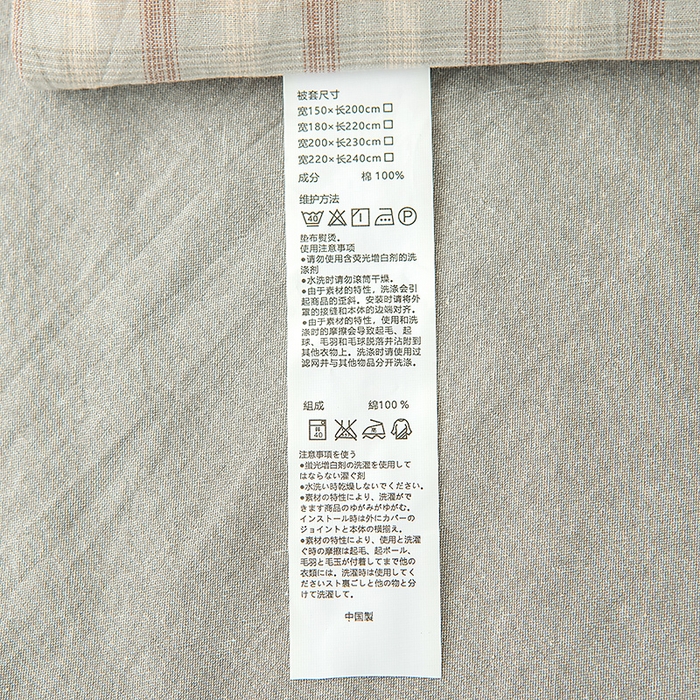 被套尺寸
宽150×长200cm□
宽180×长220cm□
宽200×长230cm□
宽220×长240cm□
成分 棉100%
维护方法
40
垫布熨烫。
使用注意事项
●请勿使用含荧光增白剂的洗
涤剂
●水洗时请勿滚筒干燥。
●由于素材的特性，洗涤会引
起商品的歪斜。安装时请将外
罩的接缝和本体的边端对齐。
●由于素材的特性，使用和洗
涤时的摩擦会导致起毛、起
球、毛羽和毛球脱落并沾附到
其他衣物上。洗涤时请使用过
滤网并与其他物品分开洗涤。
组成 綿100%
40
注意事項を使う
●蛍光增白剤の洗濯を使用して
はならない濯ぐ剤
●水洗い時乾燥しないでください。
●素材の特性により、洗濯がで
きます商品のゆがみがゆがむ。
インストール時は外にカバーの
ジョイントと本体の横揃え。
●素材の特性により、使用と洗濯
ぐ時の摩擦は起毛、起ポール、
毛羽と毛玉が付着してまで他の
衣類には。洗濯時は使用してく
ださいスト裏ごしと他の物と分
けて洗濯して。
中国製